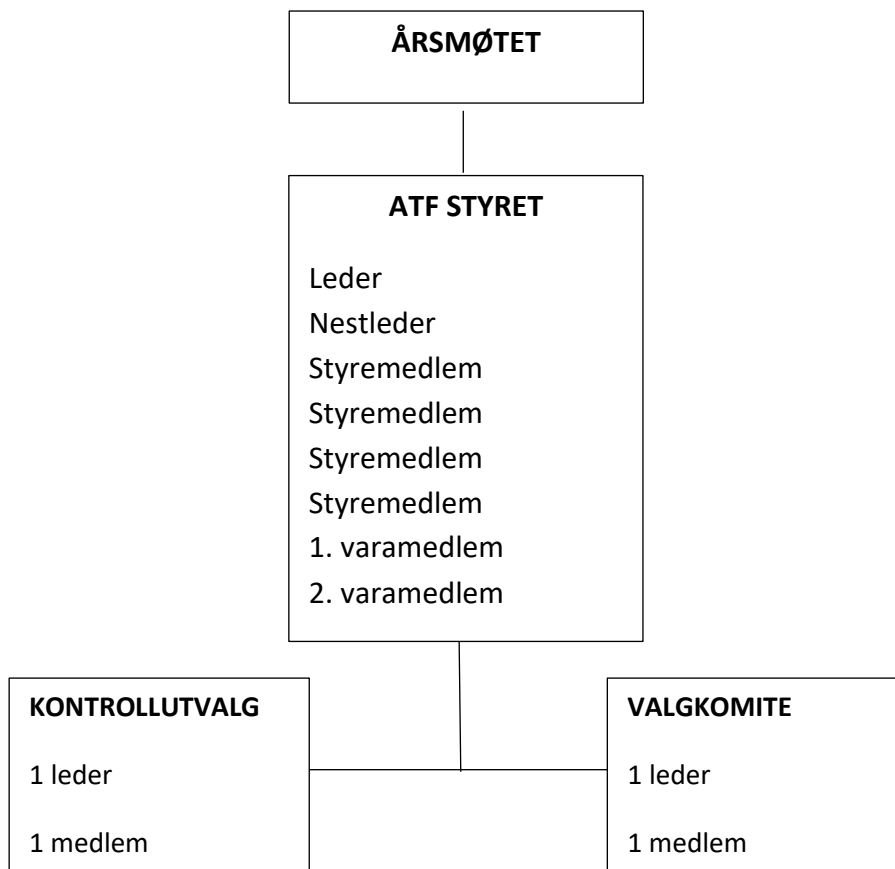 ÅRSMØTET
ATF STYRET
Leder
Nestleder
Styremedlem
Styremedlem
Styremedlem
Styremedlem
1. varamedlem
2. varamedlem
KONTROLLUTVALG
1 leder
1 medlem
VALGKOMITE
1 leder
1 medlem